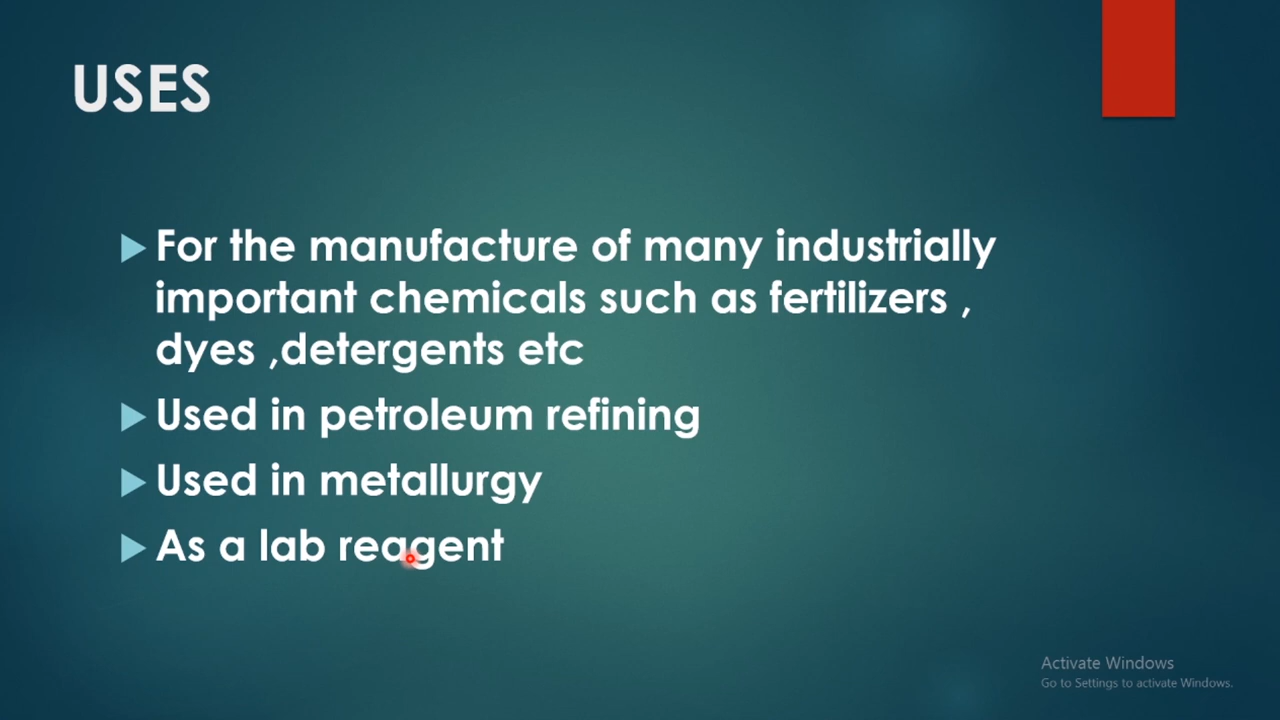 USES
For the manufacture of many industrially
important chemicals such as fertilizers ,
dyes ,detergents etc
Used in petroleum refining
Used in metallurgy
As a lab reagent
Activate Windows
Go to Settings to activate Windows.